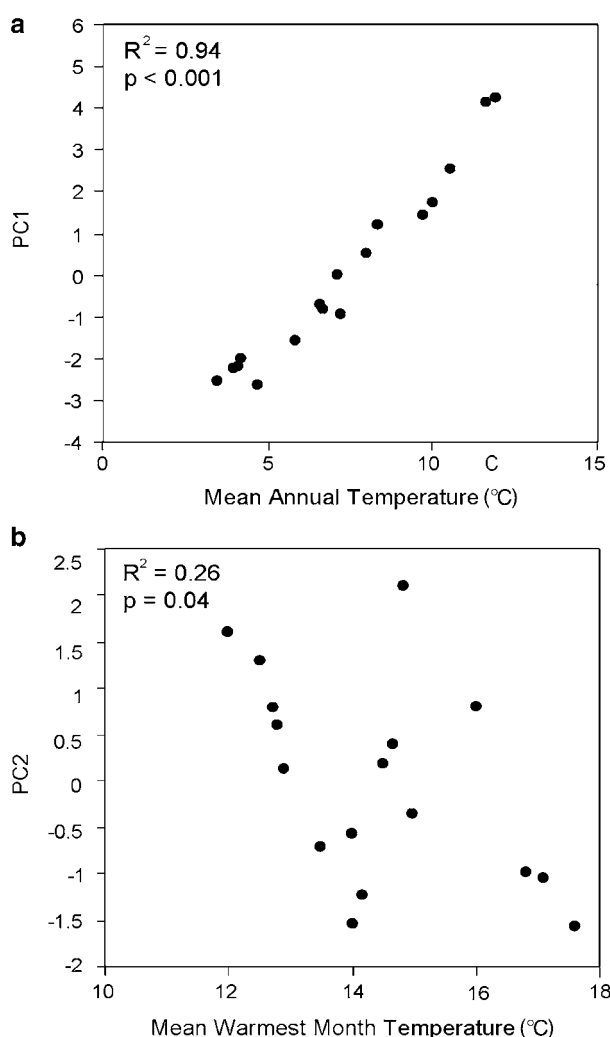 a
R² = 0.94
p < 0.001
6
5
4
3
2
1
0
-1
-2
-3
-4
PC1
0 5 10 C 15
Mean Annual Temperature (°C)
b
R² = 0.26
p = 0.04
2.5
2
1.5
1
0.5
0
-0.5
-1
-1.5
-2
PC2
10 12 14 16 18
Mean Warmest Month Temperature (°C)